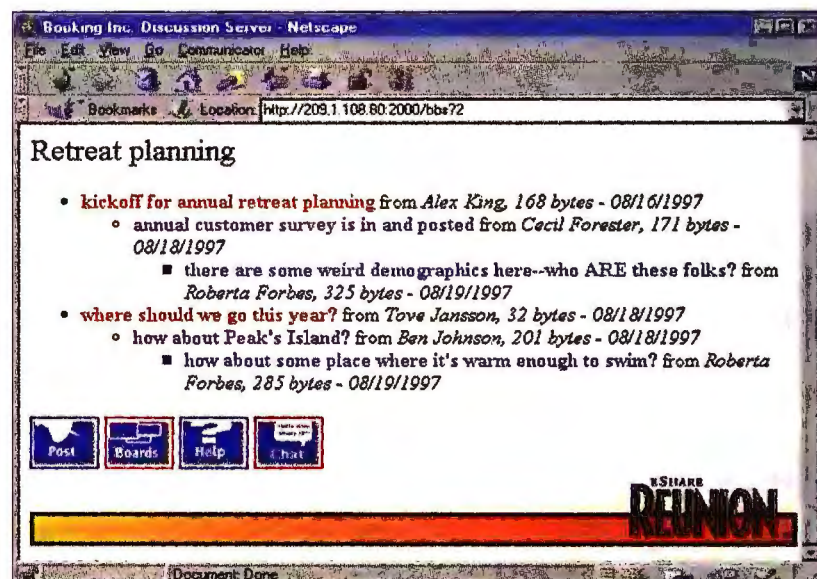 Booking Inc. Discussion Server - Netscape
File Edit View Go Communicator Help
Bookmarks Location: http://209.1.108.80:2000/bbs?2
Retreat planning
• kickoff for annual retreat planning from Alex King, 168 bytes - 08/16/1997
annual customer survey is in and posted from Cecil Forester, 171 bytes -
08/18/1997
■ there are some weird demographics here--who ARE these folks? from
Roberta Forbes, 325 bytes - 08/19/1997
• where should we go this year? from Tove Jansson, 32 bytes - 08/18/1997
how about Peak's Island? from Ben Johnson, 201 bytes - 08/18/1997
■ how about some place where it's warm enough to swim? from Roberta
Forbes, 285 bytes - 08/19/1997
Post Boards Help Chat
eSHARE
REUNION
Document: Done